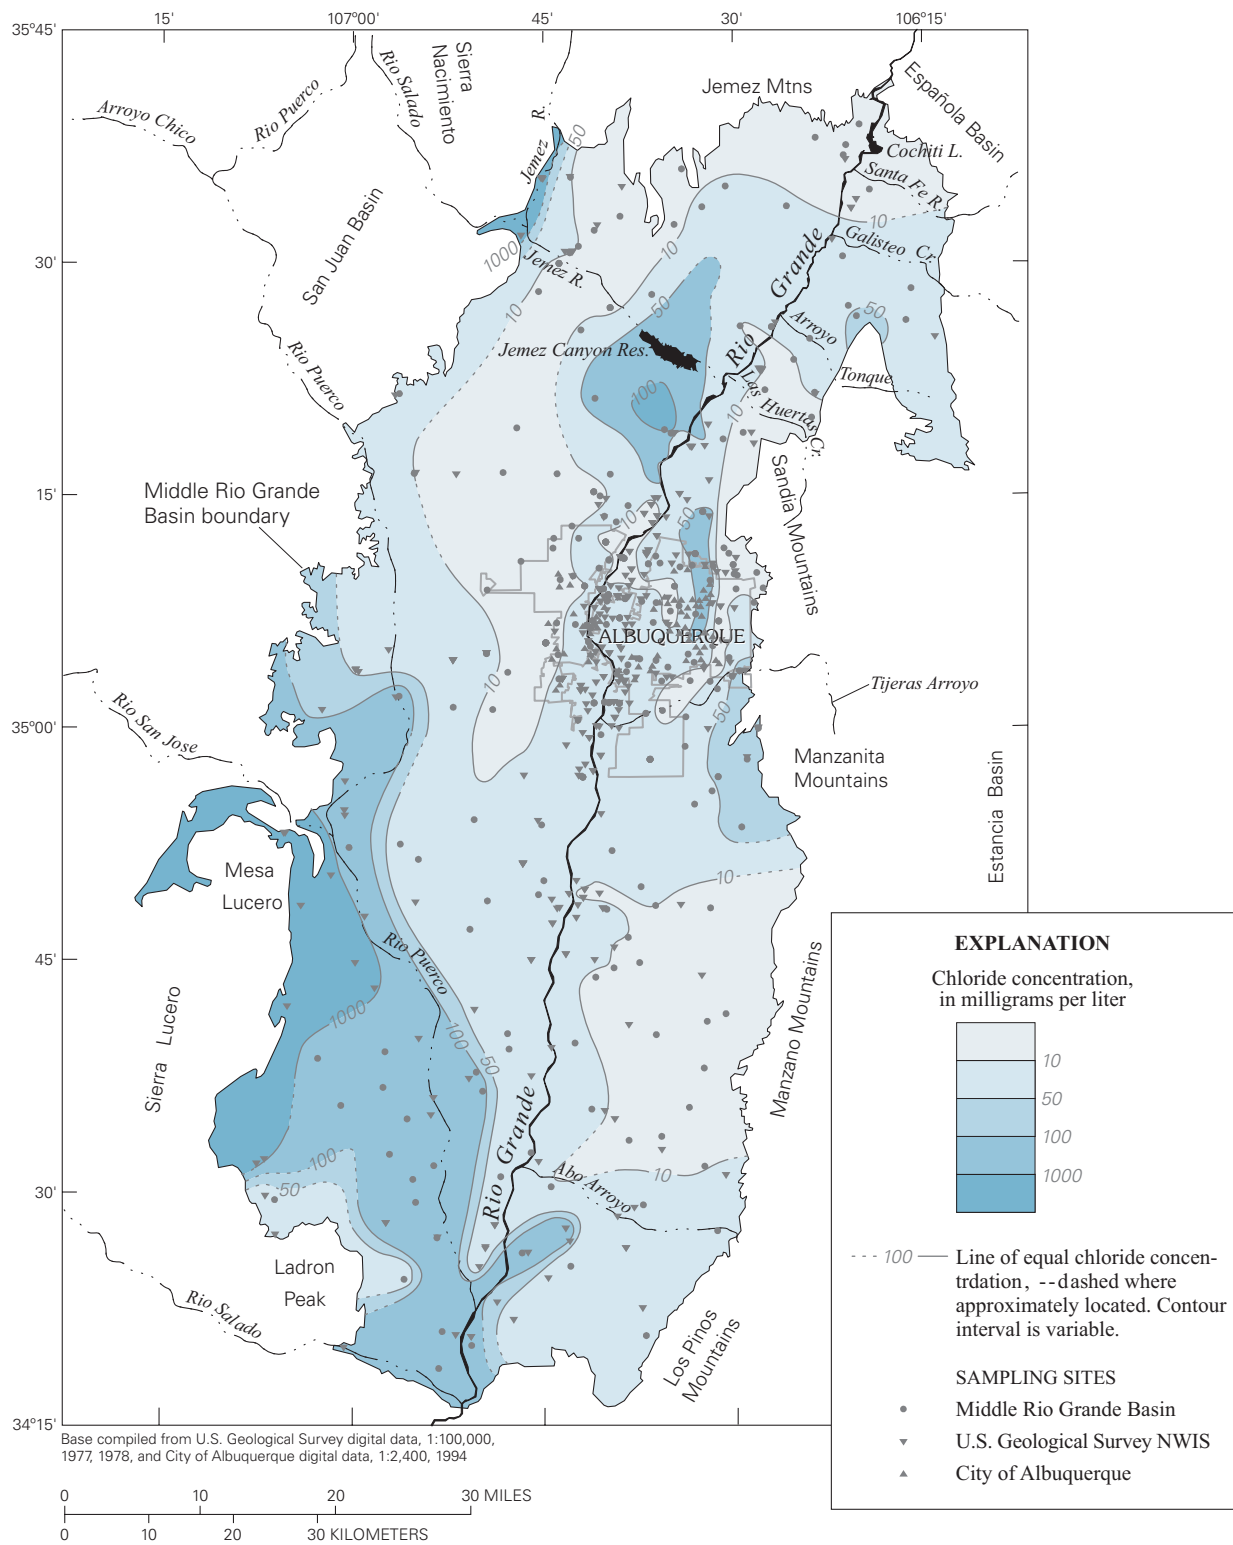 15'
107°00'
45'
30'
106°15'
35°45'
Sierra
Nacimiento
Rio Salado
Rio Puerco
Arroyo Chico
Jemez R.
50
Jemez Mtns
Española Basin
Cochiti L.
Santa Fe R.
10
San Juan Basin
1000
Jemez R.
10
Galisteo Cr.
30'
Rio Grande
10
50
50
Arroyo
Tonque
Jemez Canyon Res.
Rio Puerco
100
Las Huertas Cr.
10
Middle Rio Grande
Basin boundary
15'
Sandia Mountains
10
50
ALBUQUERQUE
10
Tijeras Arroyo
50
Rio San Jose
35°00'
Manzanita
Mountains
Estancia Basin
Mesa
Lucero
10
Rio Puerco
45'
Sierra Lucero
1000
100
50
Manzano Mountains
Rio Grande
100
50
10
Abo Arroyo
30'
Ladron
Peak
Rio Salado
Los Pinos
Mountains
34°15'
EXPLANATION
Chloride concentration,
in milligrams per liter
10
50
100
1000
100
Line of equal chloride concen-
trdation, --dashed where
approximately located. Contour
interval is variable.
SAMPLING SITES
Middle Rio Grande Basin
U.S. Geological Survey NWIS
City of Albuquerque
Base compiled from U.S. Geological Survey digital data, 1:100,000,
1977, 1978, and City of Albuquerque digital data, 1:2,400, 1994
0 10 20 30 MILES
0 10 20 30 KILOMETERS